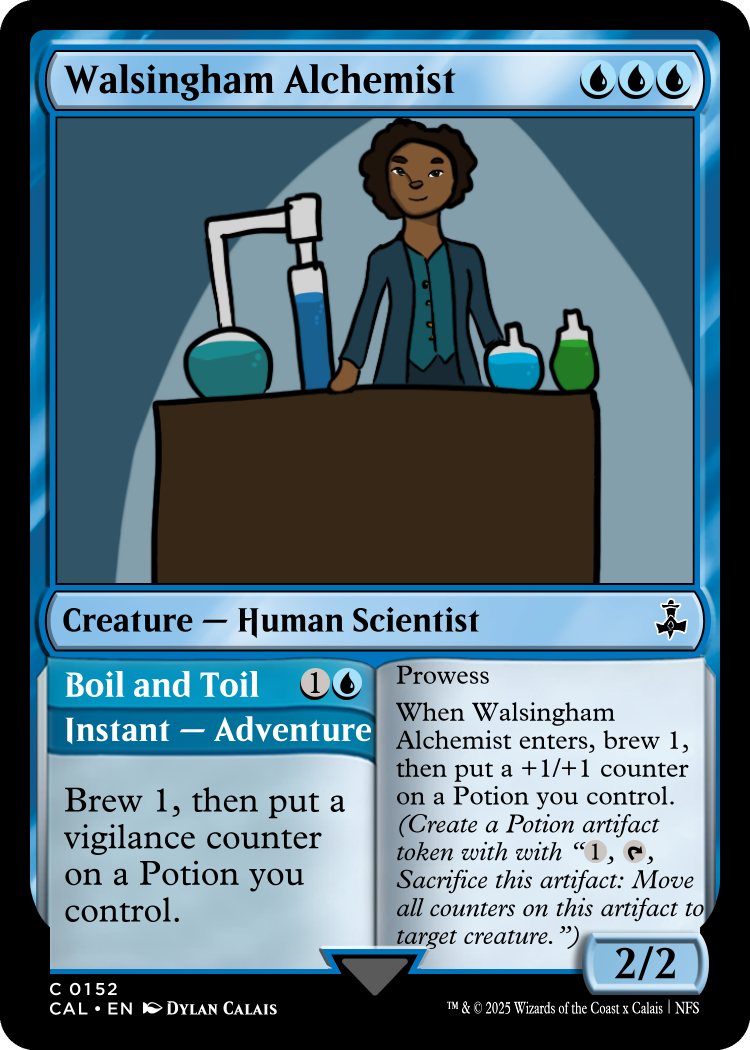 Walsingham Alchemist
Creature — Human Scientist
Boil and Toil 1
Instant — Adventure
Brew 1, then put a
vigilance counter
on a Potion you
control.
Prowess
When Walsingham
Alchemist enters, brew 1,
then put a +1/+1 counter
on a Potion you control.
(Create a Potion artifact
token with with “1, ,
Sacrifice this artifact: Move
all counters on this artifact to
target creature.”)
2/2
C 0152
CAL • EN DYLAN CALAIS
™ & © 2025 Wizards of the Coast x Calais | NFS